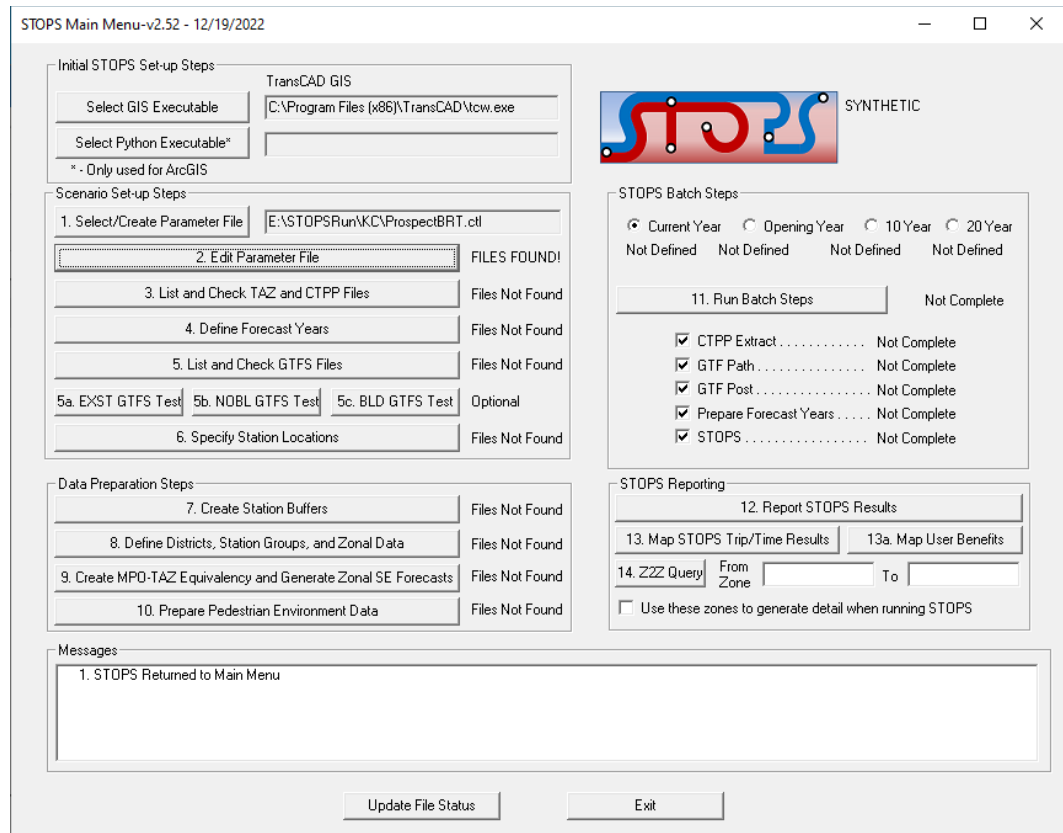 STOPS Main Menu-v2.52 - 12/19/2022
Initial STOPS Set-up Steps
TransCAD GIS
Select GIS Executable C:\Program Files (x86)\TransCAD\tcw.exe
Select Python Executable*
* - Only used for ArcGIS
STOPS SYNTHETIC
Scenario Set-up Steps
1. Select/Create Parameter File E:\STOPSRun\KC\ProspectBRT.ctl
2. Edit Parameter File FILES FOUND!
3. List and Check TAZ and CTPP Files Files Not Found
4. Define Forecast Years Files Not Found
5. List and Check GTFS Files Files Not Found
5a. EXST GTFS Test 5b. NOBL GTFS Test 5c. BLD GTFS Test Optional
6. Specify Station Locations Files Not Found
STOPS Batch Steps
Current Year Opening Year 10 Year 20 Year
Not Defined Not Defined Not Defined Not Defined
11. Run Batch Steps Not Complete
CTPP Extract . . . . . . . . . . . . Not Complete
GTF Path . . . . . . . . . . . . . . . . Not Complete
GTF Post . . . . . . . . . . . . . . . . Not Complete
Prepare Forecast Years . . . . . Not Complete
STOPS . . . . . . . . . . . . . . . . . Not Complete
Data Preparation Steps
7. Create Station Buffers Files Not Found
8. Define Districts, Station Groups, and Zonal Data Files Not Found
9. Create MPO-TAZ Equivalency and Generate Zonal SE Forecasts Files Not Found
10. Prepare Pedestrian Environment Data Files Not Found
STOPS Reporting
12. Report STOPS Results
13. Map STOPS Trip/Time Results 13a. Map User Benefits
14. Z2Z Query From Zone To
Use these zones to generate detail when running STOPS
Messages
1. STOPS Returned to Main Menu
Update File Status Exit